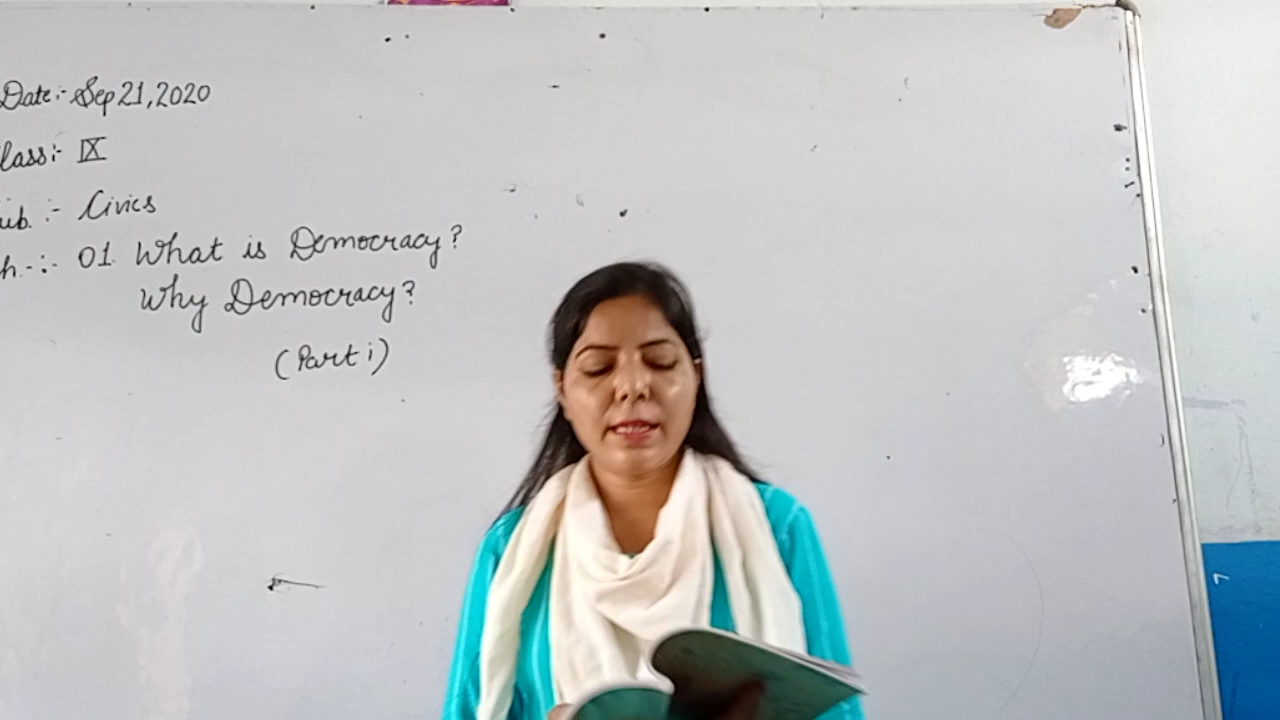 Date:- Sep 21, 2020
lass:- IX
ub. :- Civics
h. -:- 01. What is Democracy?
Why Democracy?
(Part i)